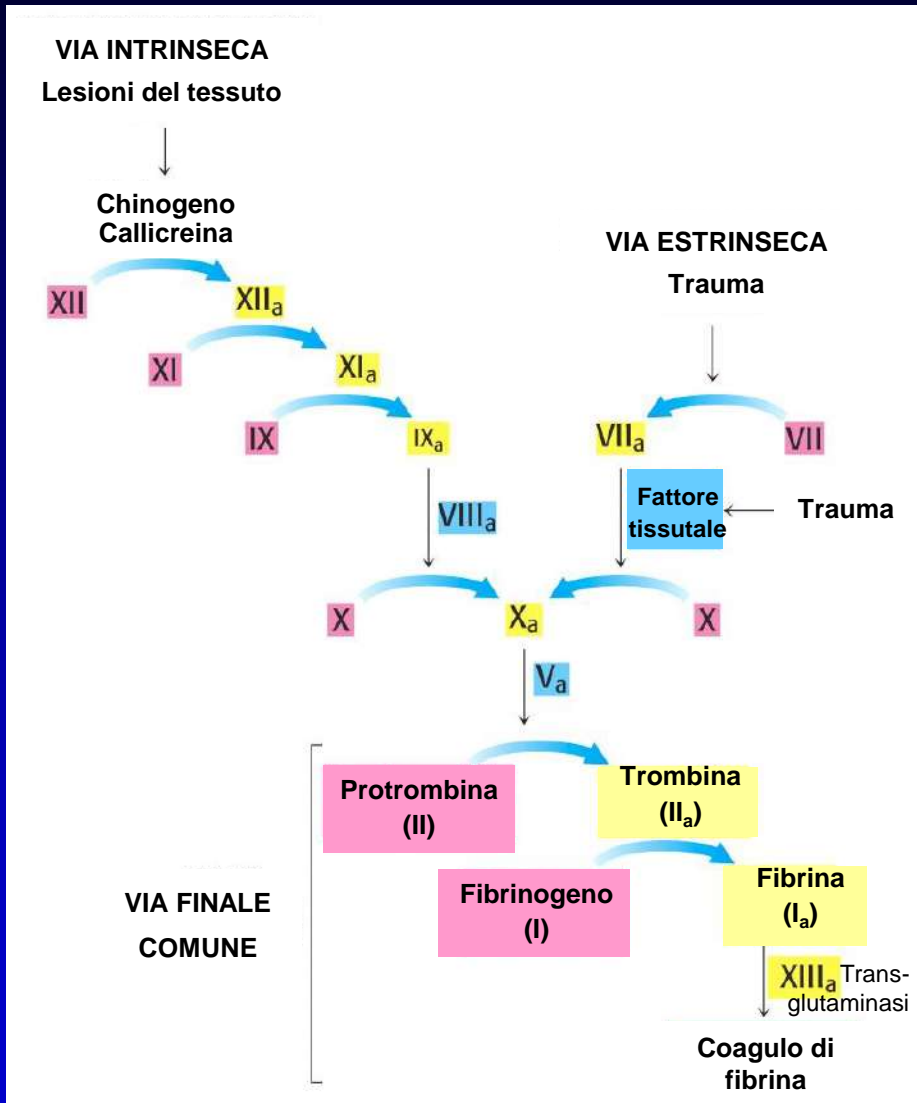 VIA INTRINSECA
Lesioni del tessuto
Chinogeno
Callicreina
VIA ESTRINSECA
Trauma
XII
XIIa
XI
XIa
IX
IXa
VIIa
VII
VIIIa
Fattore
tissutale
Trauma
X
Xa
X
Va
Protrombina
(II)
Trombina
(IIa)
Fibrinogeno
(I)
Fibrina
(Ia)
VIA FINALE
COMUNE
XIIIa Trans-
glutaminasi
Coagulo di
fibrina